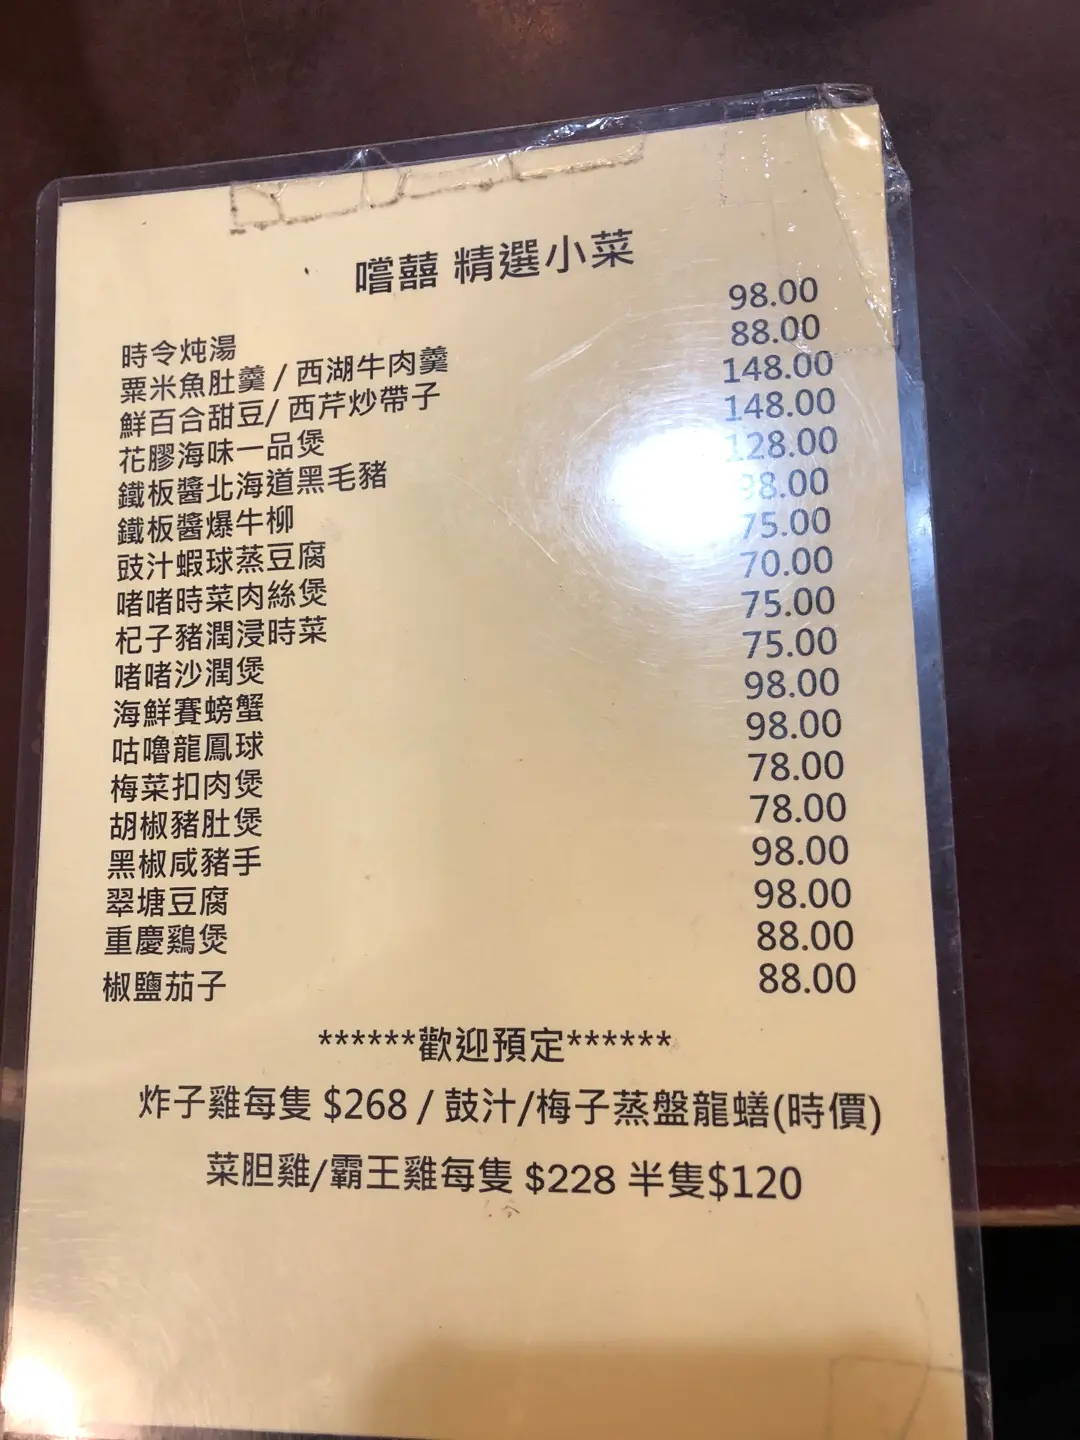 嚐囍 精選小菜
時令炖湯 98.00
粟米魚肚羹 / 西湖牛肉羹 88.00
鮮百合甜豆/ 西芹炒帶子 148.00
花膠海味一品煲 148.00
鐵板醬北海道黑毛豬 128.00
鐵板醬爆牛柳 98.00
豉汁蝦球蒸豆腐 75.00
啫啫時菜肉絲煲 70.00
杞子豬潤浸時菜 75.00
啫啫沙潤煲 75.00
海鮮賽螃蟹 98.00
咕嚕龍鳳球 98.00
梅菜扣肉煲 78.00
胡椒豬肚煲 78.00
黑椒咸豬手 98.00
翠塘豆腐 98.00
重慶鷄煲 88.00
椒鹽茄子 88.00
******歡迎預定******
炸子雞每隻 $268 / 鼓汁/梅子蒸盤龍蟮(時價)
菜胆雞/霸王雞每隻 $228 半隻$120